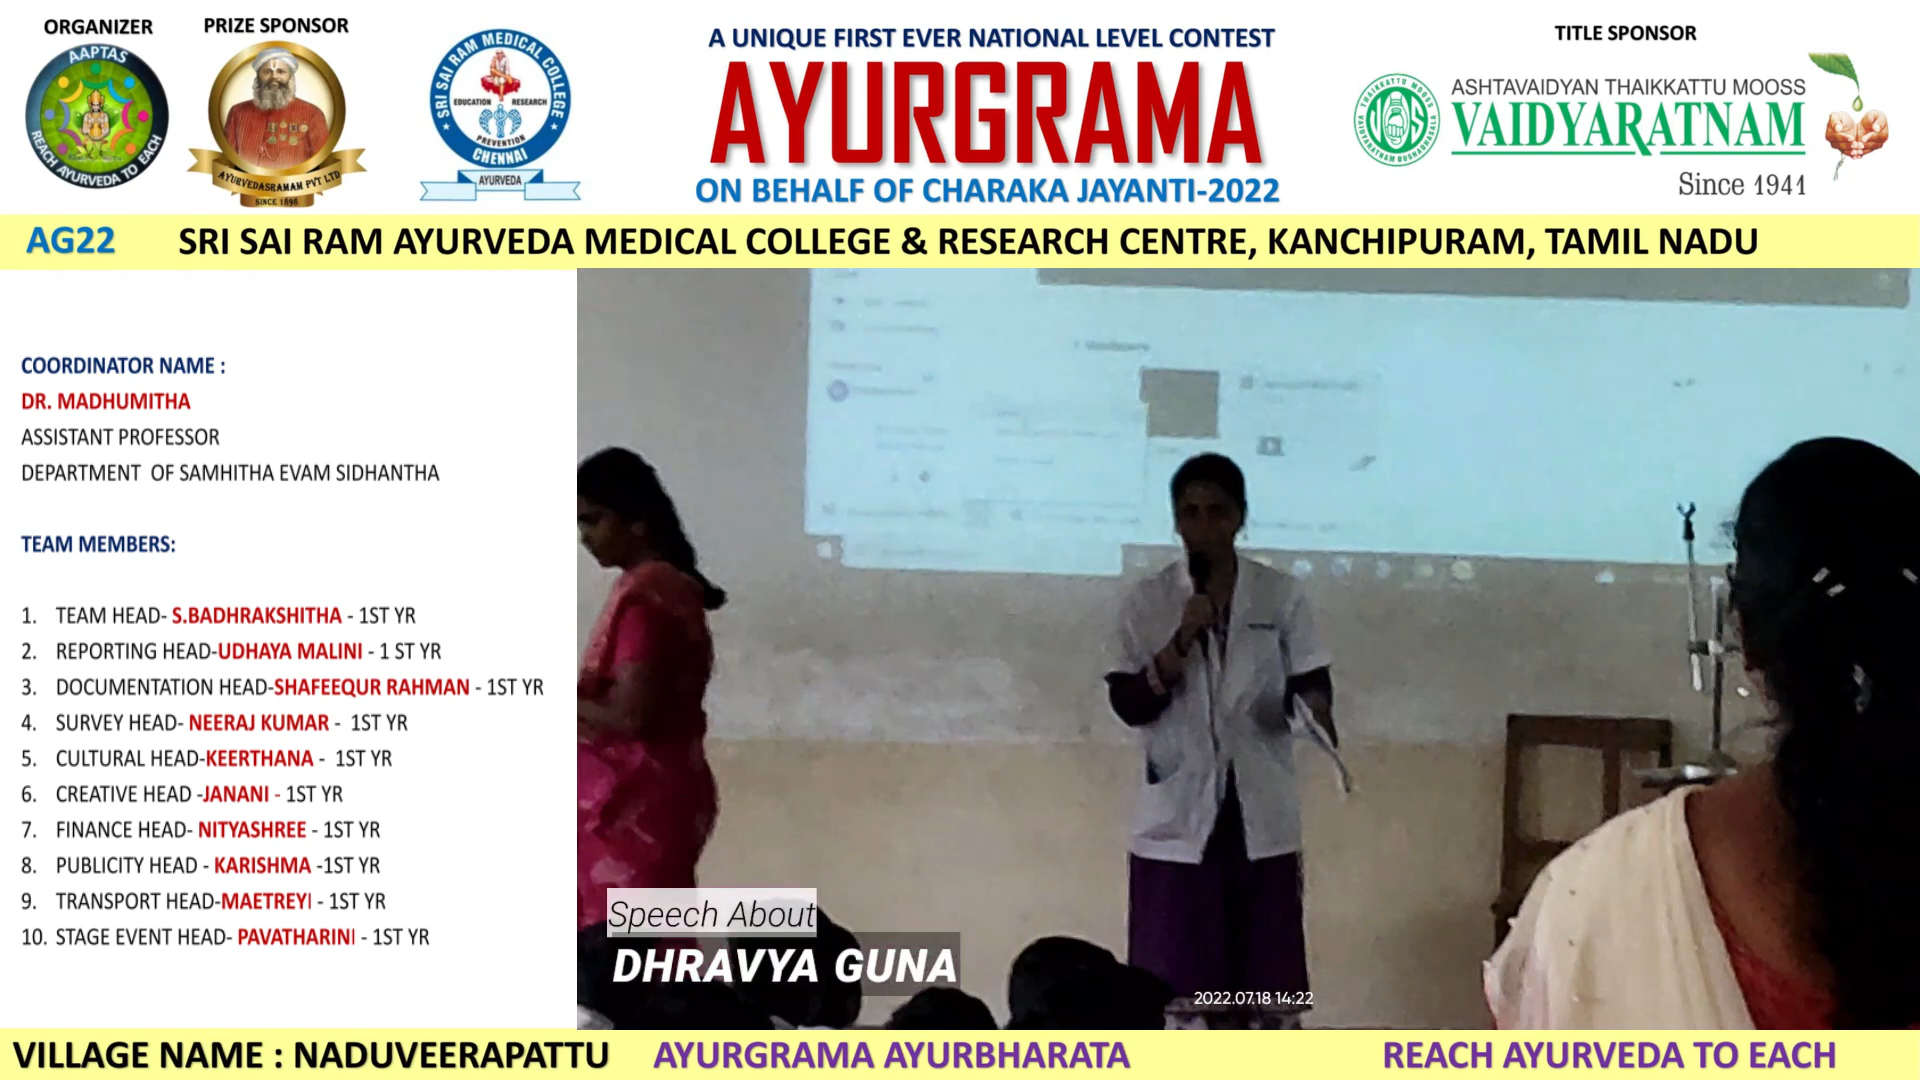 ORGANIZER
AAPTAS
REACH AYURVEDA TO EACH
PRIZE SPONSOR
AYURVEDASRAMAM PVT LTD
SINCE 1898
SRI SAI RAM MEDICAL COLLEGE
EDUCATION RESEARCH
PREVENTION
CHENNAI
AYURVEDA
A UNIQUE FIRST EVER NATIONAL LEVEL CONTEST
AYURGRAMA
ON BEHALF OF CHARAKA JAYANTI-2022
TITLE SPONSOR
THAIKKATTU MOOSS
VAIDYARATNAM OUSHADHASALA
ASHTAVAIDYAN THAIKKATTU MOOSS
VAIDYARATNAM
Since 1941
AG22 SRI SAI RAM AYURVEDA MEDICAL COLLEGE & RESEARCH CENTRE, KANCHIPURAM, TAMIL NADU
COORDINATOR NAME :
DR. MADHUMITHA
ASSISTANT PROFESSOR
DEPARTMENT OF SAMHITHA EVAM SIDHANTHA
TEAM MEMBERS:
1. TEAM HEAD- S.BADHRAKSHITHA - 1ST YR
2. REPORTING HEAD-UDHAYA MALINI - 1 ST YR
3. DOCUMENTATION HEAD-SHAFEEQUR RAHMAN - 1ST YR
4. SURVEY HEAD- NEERAJ KUMAR - 1ST YR
5. CULTURAL HEAD-KEERTHANA - 1ST YR
6. CREATIVE HEAD -JANANI - 1ST YR
7. FINANCE HEAD- NITYASHREE - 1ST YR
8. PUBLICITY HEAD - KARISHMA -1ST YR
9. TRANSPORT HEAD-MAETREYI - 1ST YR
10. STAGE EVENT HEAD- PAVATHARINI - 1ST YR
Speech About
DHRAVYA GUNA
2022.07.18 14:22
VILLAGE NAME : NADUVEERAPATTU AYURGRAMA AYURBHARATA REACH AYURVEDA TO EACH